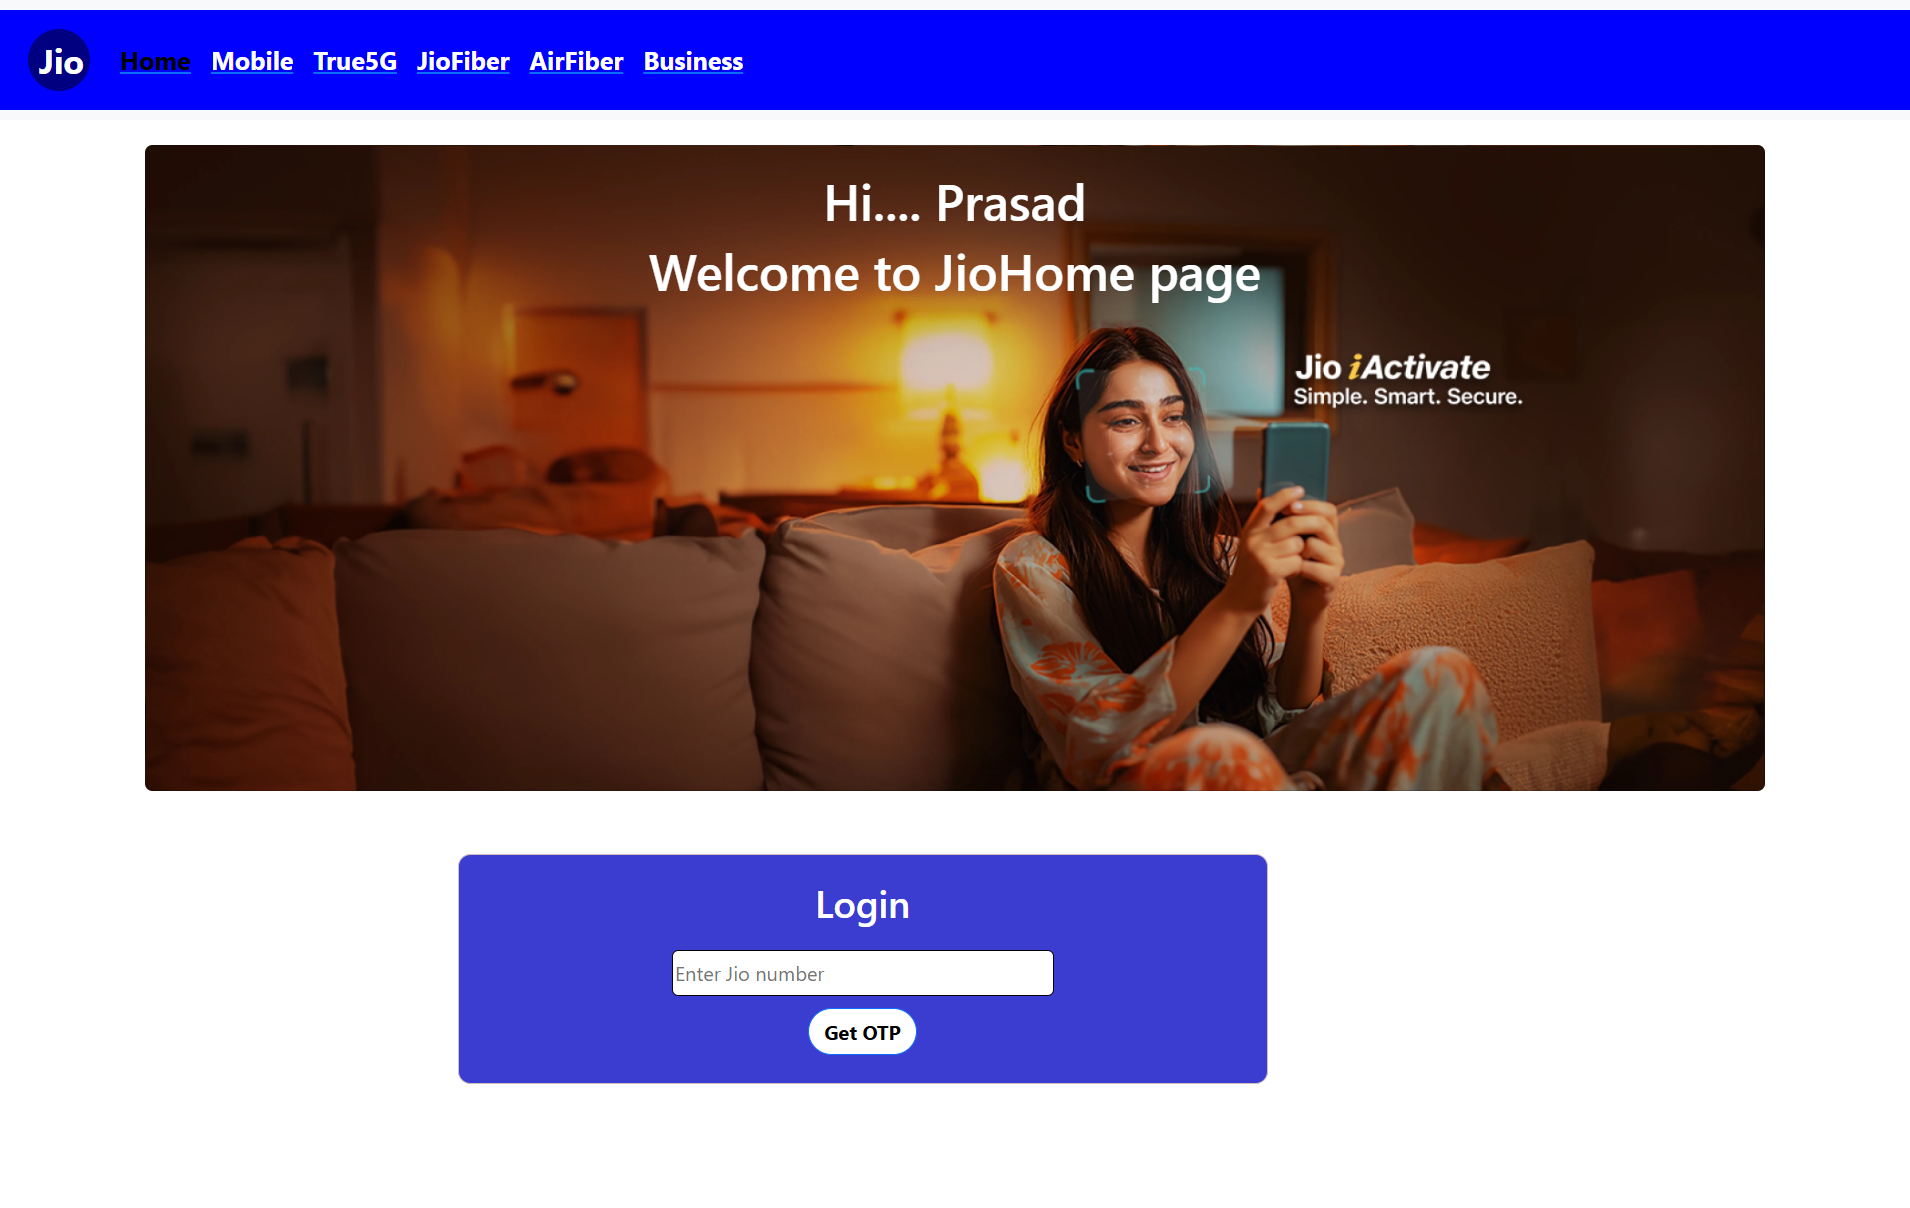 Jio Home Mobile True5G JioFiber AirFiber Business
Hi.... Prasad
Welcome to JioHome page
Jio iActivate
Simple. Smart. Secure.
Login
Enter Jio number
Get OTP